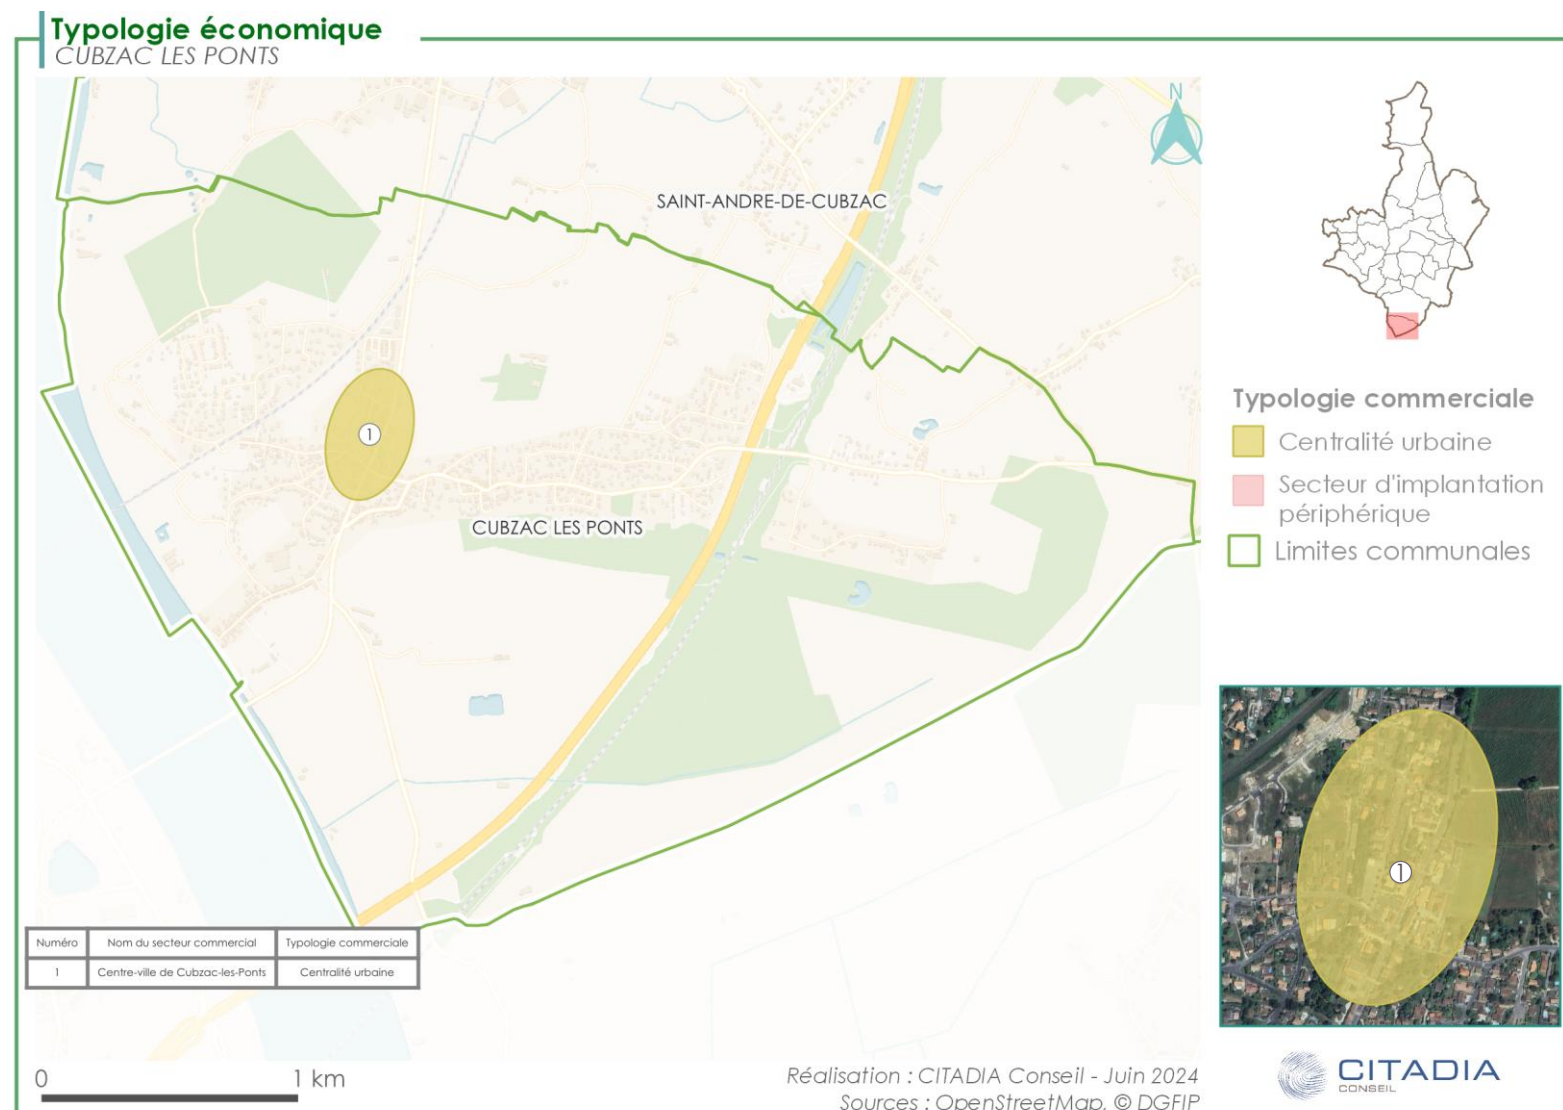 Typologie économique
CUBZAC LES PONTS
N
SAINT-ANDRE-DE-CUBZAC
1
CUBZAC LES PONTS
Typologie commerciale
Centralité urbaine
Secteur d'implantation
périphérique
Limites communales
1
Numéro Nom du secteur commercial Typologie commerciale
1 Centre-ville de Cubzac-les-Ponts Centralité urbaine
0 1 km
Réalisation : CITADIA Conseil - Juin 2024
Sources : OpenStreetMap, © DGFIP
CITADIA
CONSEIL